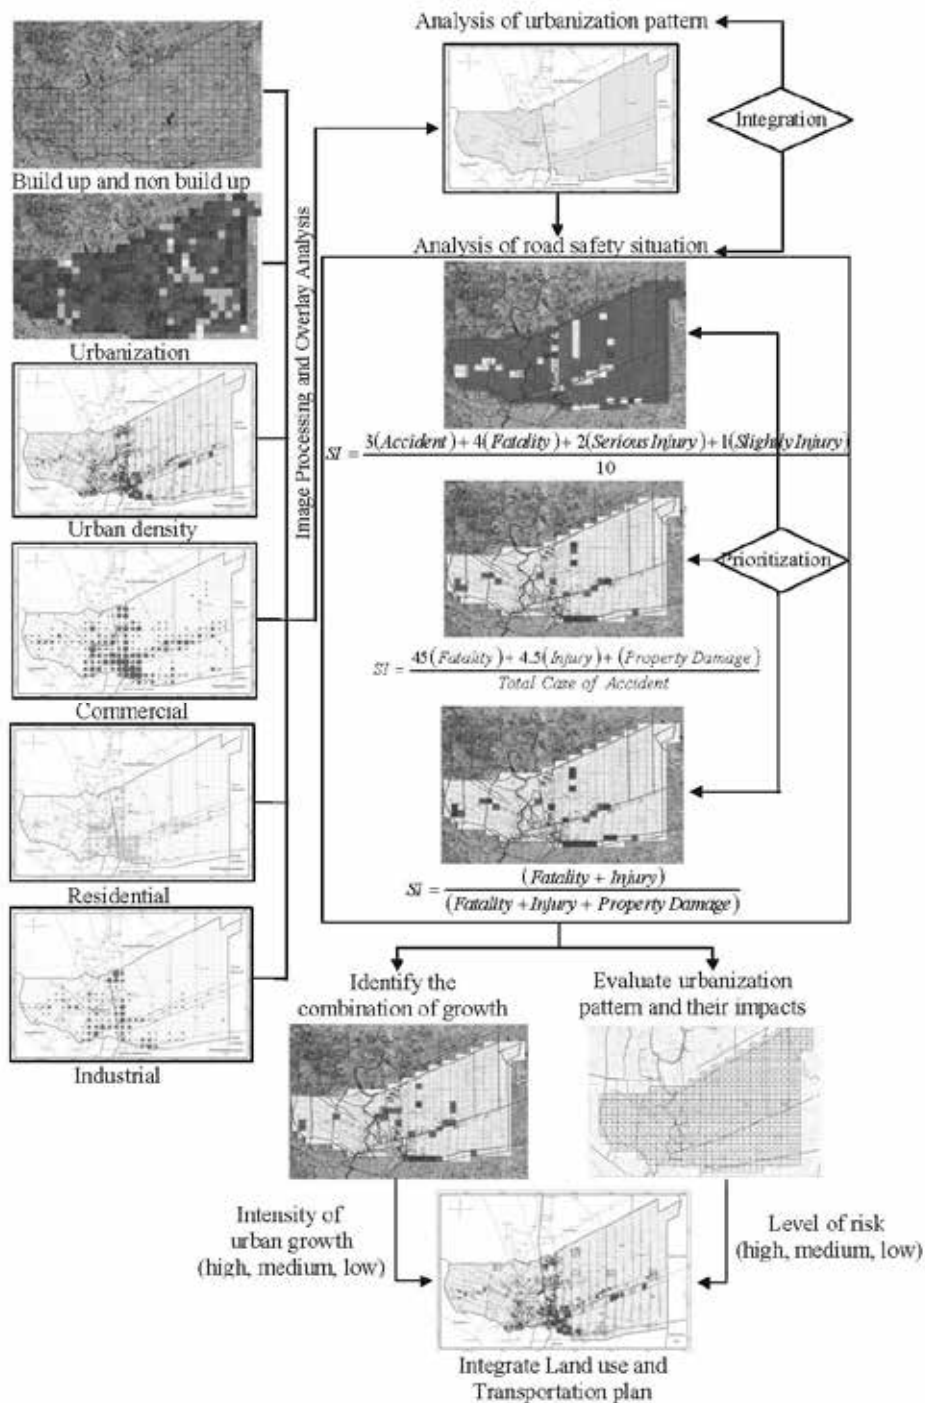 Analysis of urbanization pattern
Integration
Build up and non build up
Image Processing and Overlay Analysis
Urbanization
Urban density
Commercial
Residential
Industrial
Analysis of road safety situation
SI = 3(Accident) + 4(Fatality) + 2(Serious Injury) + 1(Slightly Injury)
10
Prioritization
SI = 45(Fatality) + 4.5(Injury) + (Property Damage)
Total Case of Accident
SI = (Fatality + Injury)
(Fatality + Injury + Property Damage)
Identify the
combination of growth
Evaluate urbanization
pattern and their impacts
Intensity of
urban growth
(high, medium, low)
Level of risk
(high, medium, low)
Integrate Land use and
Transportation plan